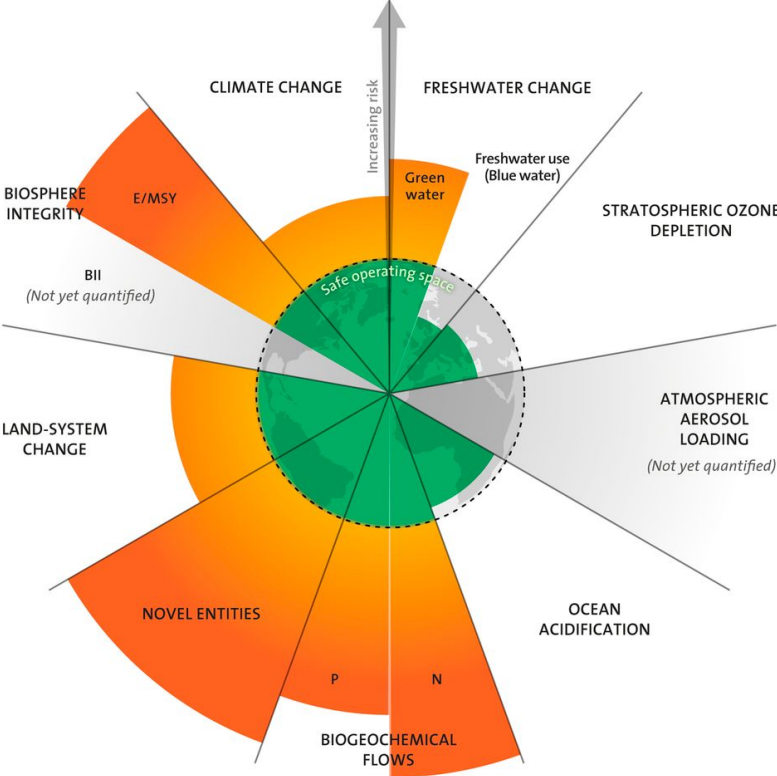 CLIMATE CHANGE
FRESHWATER CHANGE
Increasing risk
Freshwater use
(Blue water)
Green
water
E/MSY
BIOSPHERE
INTEGRITY
STRATOSPHERIC OZONE
DEPLETION
BII
(Not yet quantified)
Safe operating space
LAND-SYSTEM
CHANGE
ATMOSPHERIC
AEROSOL
LOADING
(Not yet quantified)
NOVEL ENTITIES
OCEAN
ACIDIFICATION
P
N
BIOGEOCHEMICAL
FLOWS